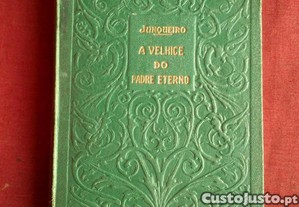 JUNQUEIRO
A VELHICE
DO
PADRE ETERNO
CustoJusto.pt